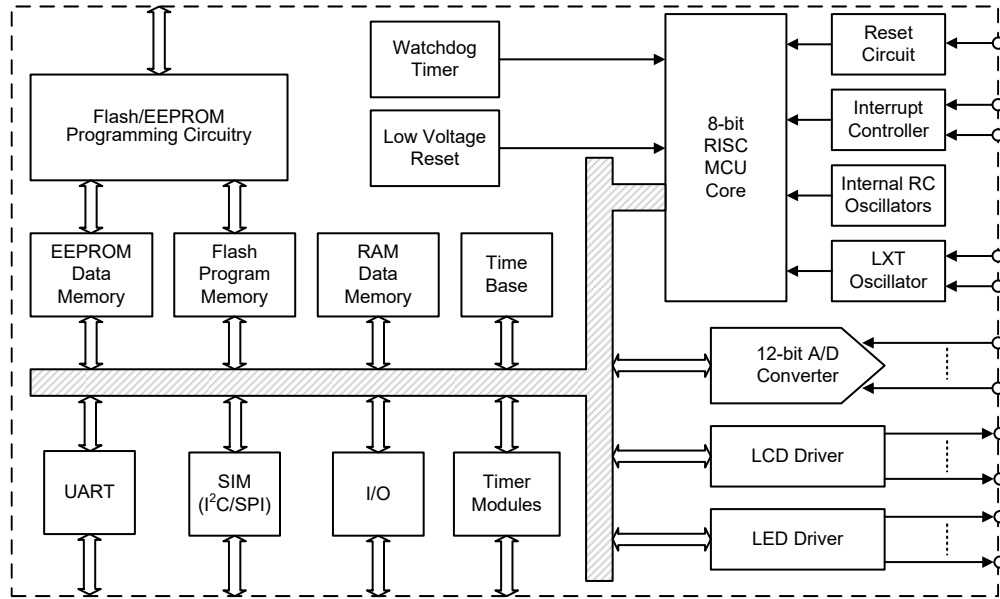 Flash/EEPROM
Programming Circuitry
Watchdog
Timer
Low Voltage
Reset
8-bit
RISC
MCU
Core
Reset
Circuit
Interrupt
Controller
Internal RC
Oscillators
LXT
Oscillator
EEPROM
Data
Memory
Flash
Program
Memory
RAM
Data
Memory
Time
Base
12-bit A/D
Converter
LCD Driver
LED Driver
UART
SIM
(I²C/SPI)
I/O
Timer
Modules